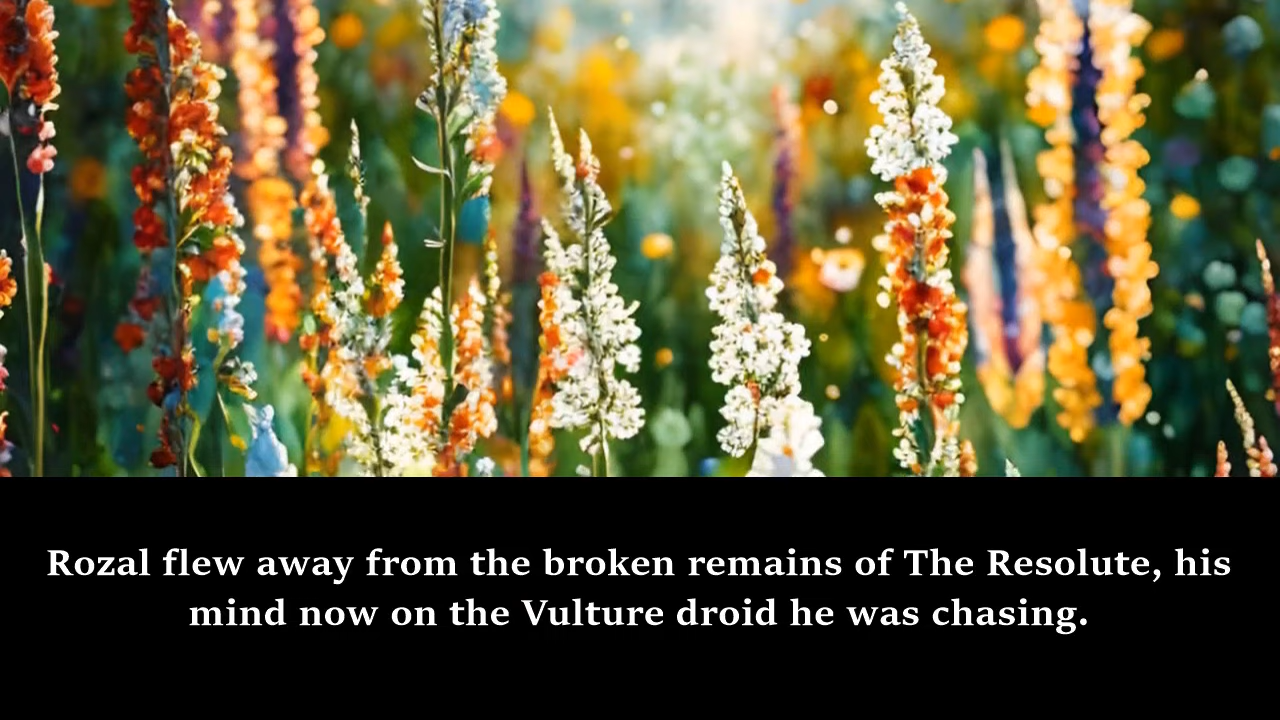 Rozal flew away from the broken remains of The Resolute, his
mind now on the Vulture droid he was chasing.